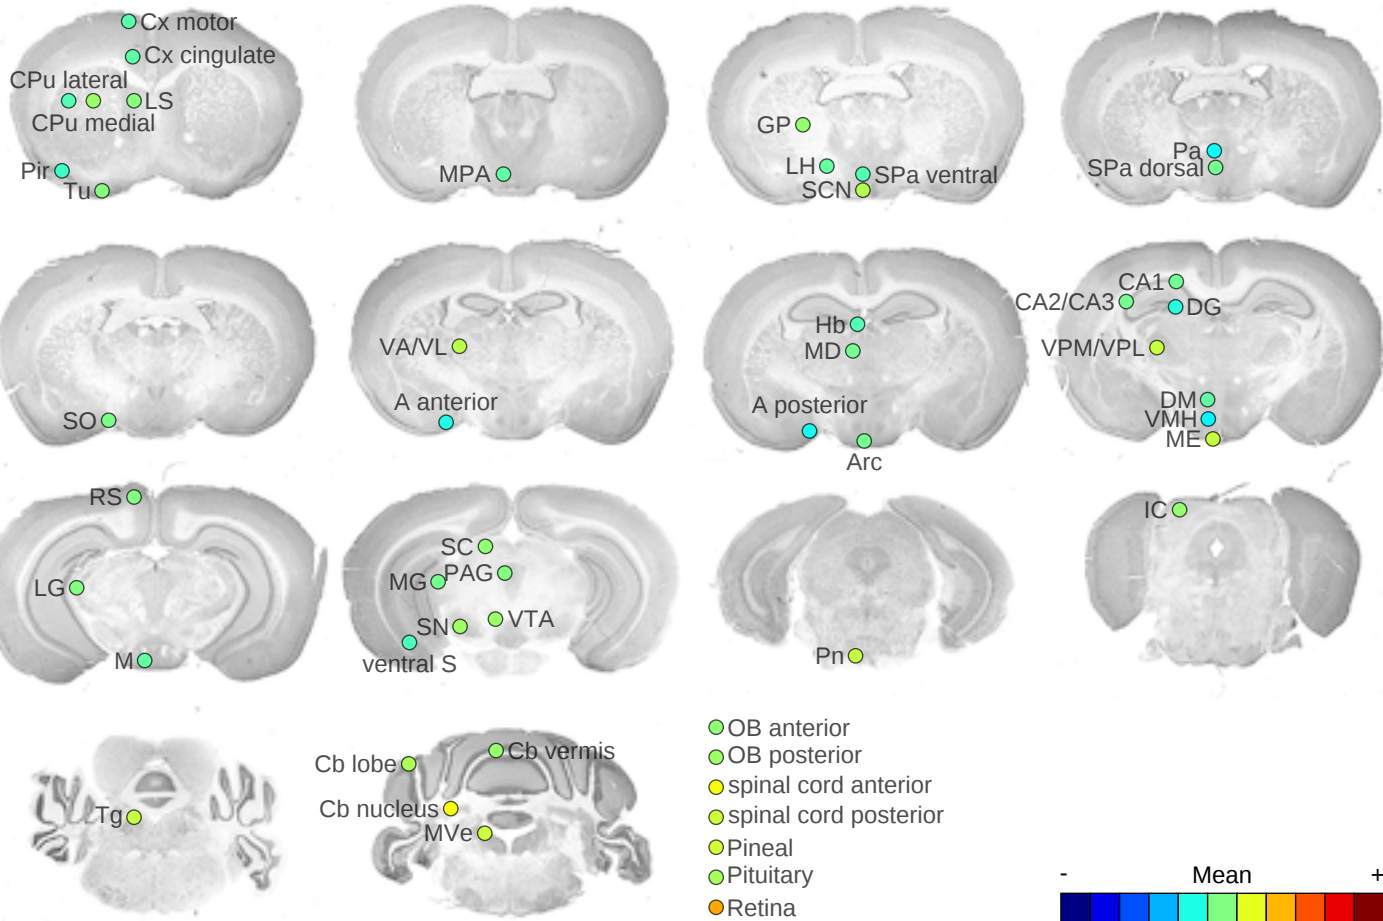 Cx motor
Cx cingulate
CPu lateral
LS
CPu medial
Pir
Tu
MPA
GP
LH
SPa ventral
SCN
Pa
SPa dorsal
SO
VA/VL
A anterior
Hb
MD
A posterior
Arc
CA1
CA2/CA3
DG
VPM/VPL
DM
VMH
ME
RS
LG
M
SC
MG
PAG
SN
VTA
ventral S
Pn
IC
Tg
Cb lobe
Cb vermis
Cb nucleus
MVe
OB anterior
OB posterior
spinal cord anterior
spinal cord posterior
Pineal
Pituitary
Retina
- Mean +